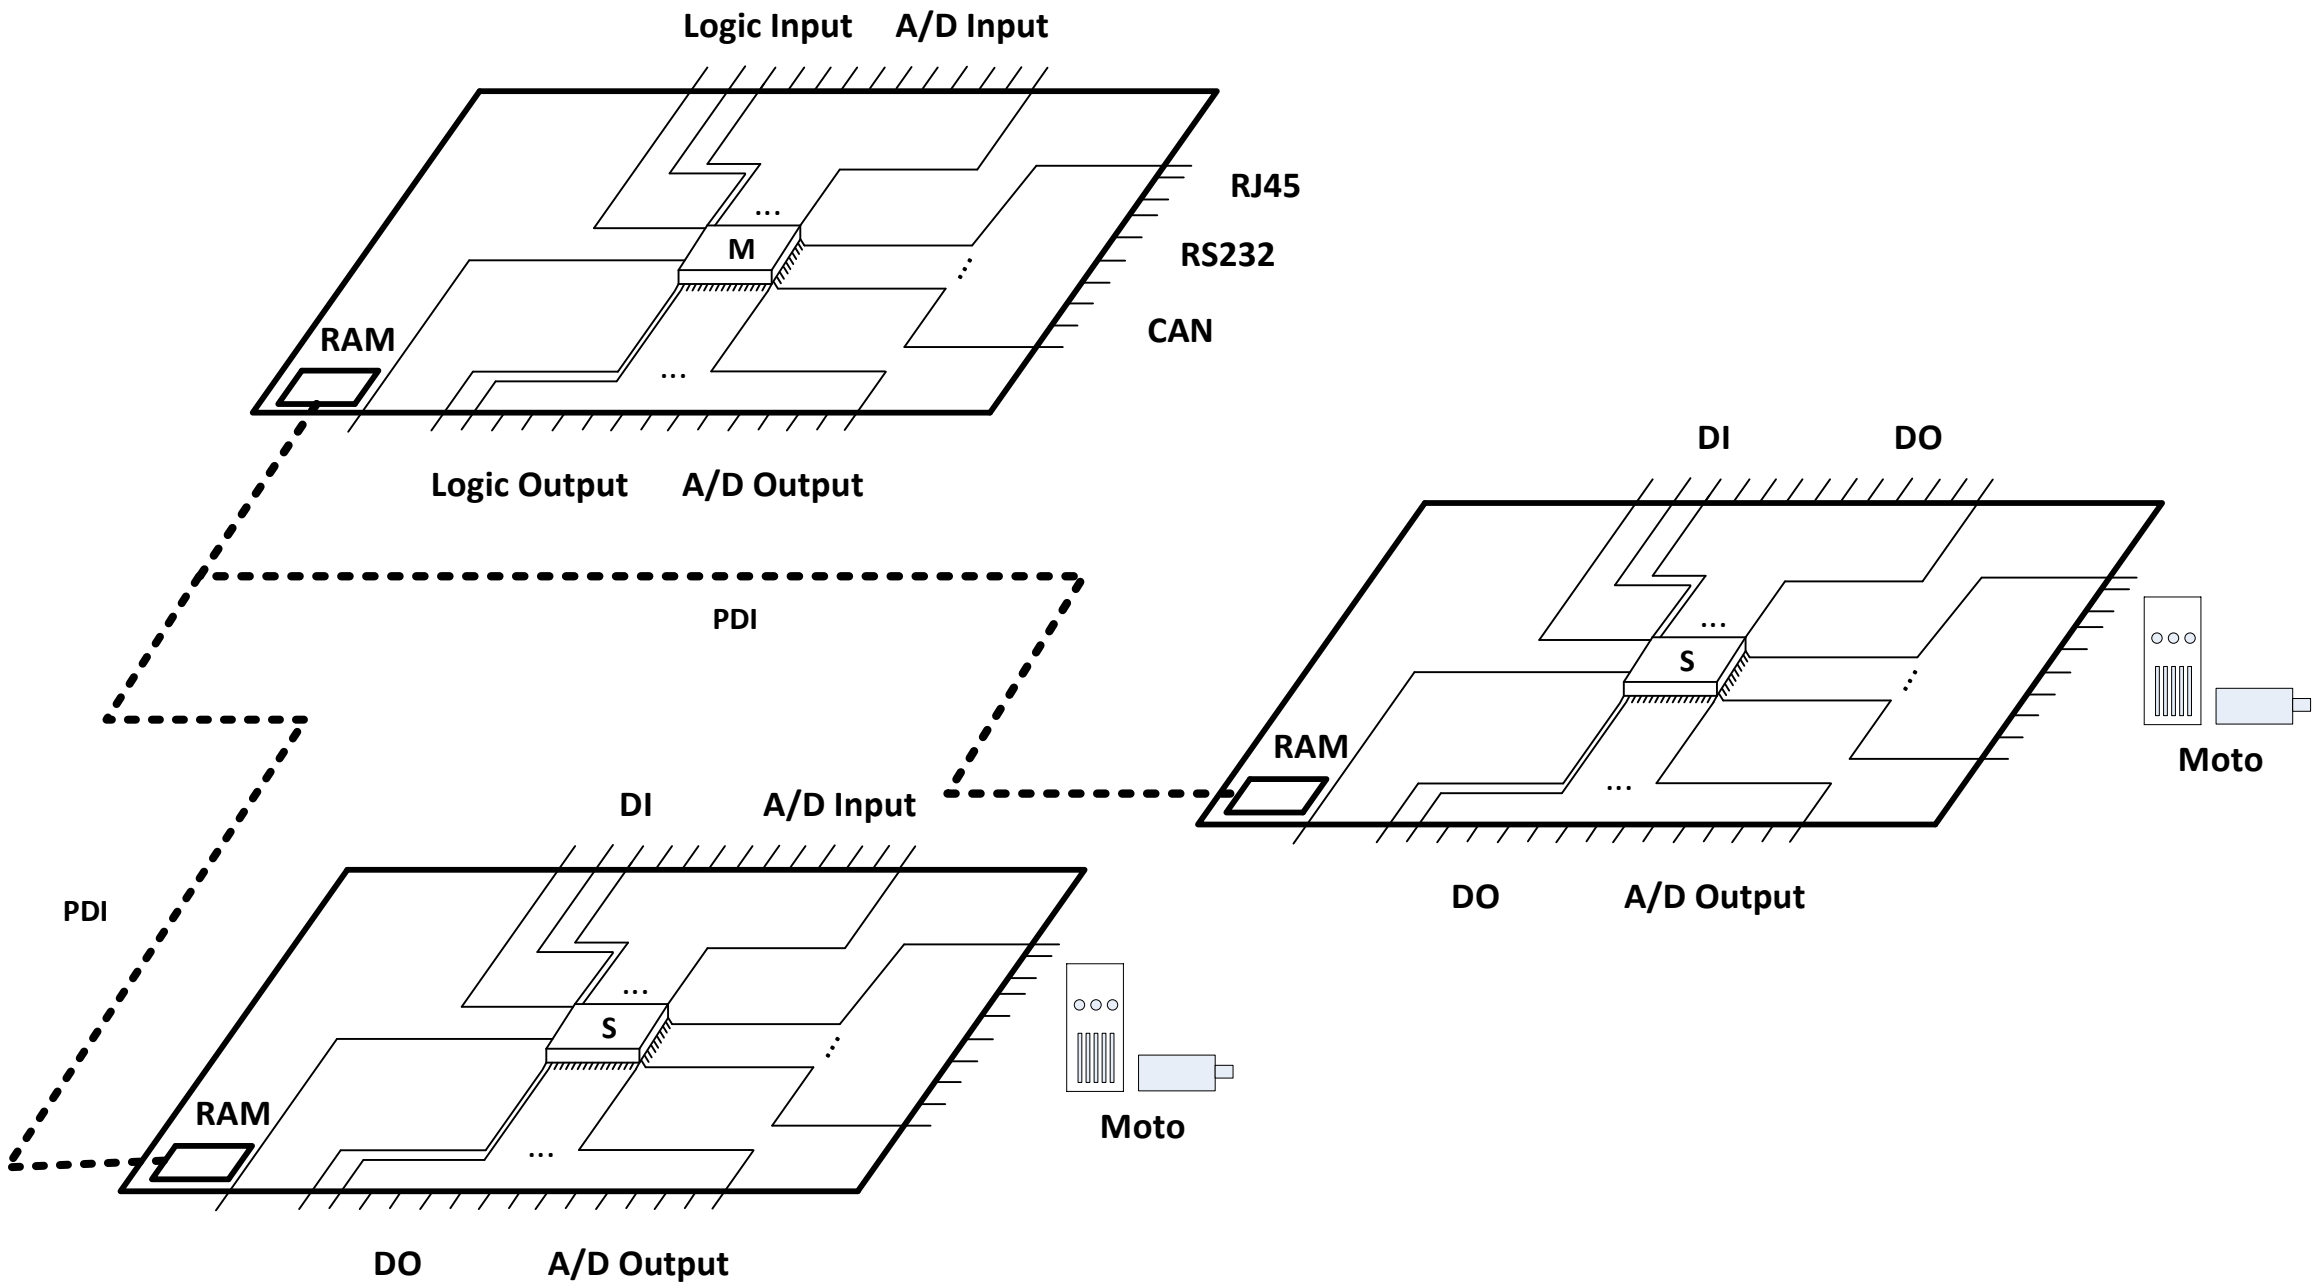 Logic Input A/D Input
...
M
RJ45
RS232
CAN
RAM
...
Logic Output A/D Output
PDI
DI DO
...
S
RAM
...
Moto
DO A/D Output
PDI
DI A/D Input
...
S
RAM
...
Moto
DO A/D Output